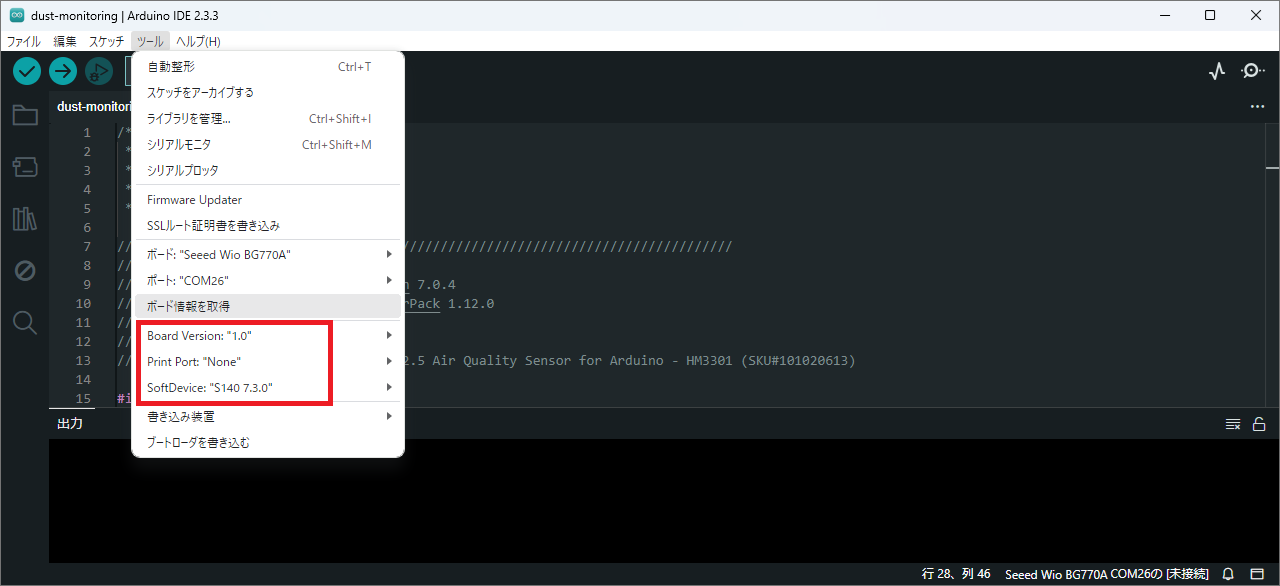 dust-monitoring | Arduino IDE 2.3.3
ファイル 編集 スケッチ ツール ヘルプ(H)
自動整形 Ctrl+T
スケッチをアーカイブする
ライブラリを管理... Ctrl+Shift+I
シリアルモニタ Ctrl+Shift+M
シリアルプロッタ
Firmware Updater
SSLルート証明書を書き込み
ボード: "Seeed Wio BG770A"
ポート: "COM26"
ボード情報を取得
Board Version: "1.0"
Print Port: "None"
SoftDevice: "S140 7.3.0"
書き込み装置
ブートローダを書き込む
dust-monitori
1 /*
2 *
3 *
4 *
5 *
6
7 // ////////////////////////////////////////////
8 //
9 // n 7.0.4
10 // rPack 1.12.0
11 //
12 //
13 // 2.5 Air Quality Sensor for Arduino - HM3301 (SKU#101020613)
14
15 #i
出力
行 28、列 46 Seeed Wio BG770A COM26の [未接続]